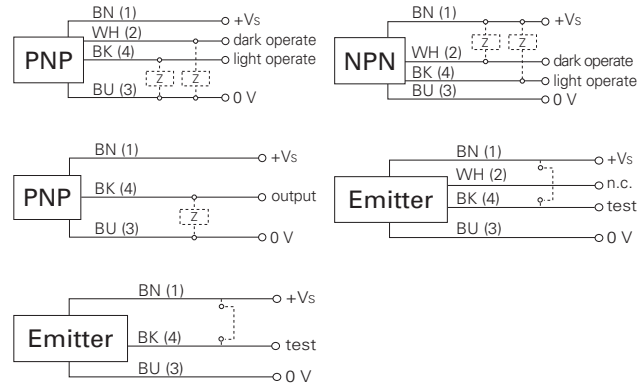 BN (1)
+Vs
WH (2)
dark operate
BK (4)
light operate
PNP
Z
Z
BU (3)
0 V
BN (1)
+Vs
Z
Z
NPN
WH (2)
dark operate
BK (4)
light operate
BU (3)
0 V
BN (1)
+Vs
PNP
BK (4)
output
Z
BU (3)
0 V
BN (1)
+Vs
WH (2)
n.c.
Emitter
BK (4)
test
BU (3)
0 V
BN (1)
+Vs
Emitter
BK (4)
test
BU (3)
0 V